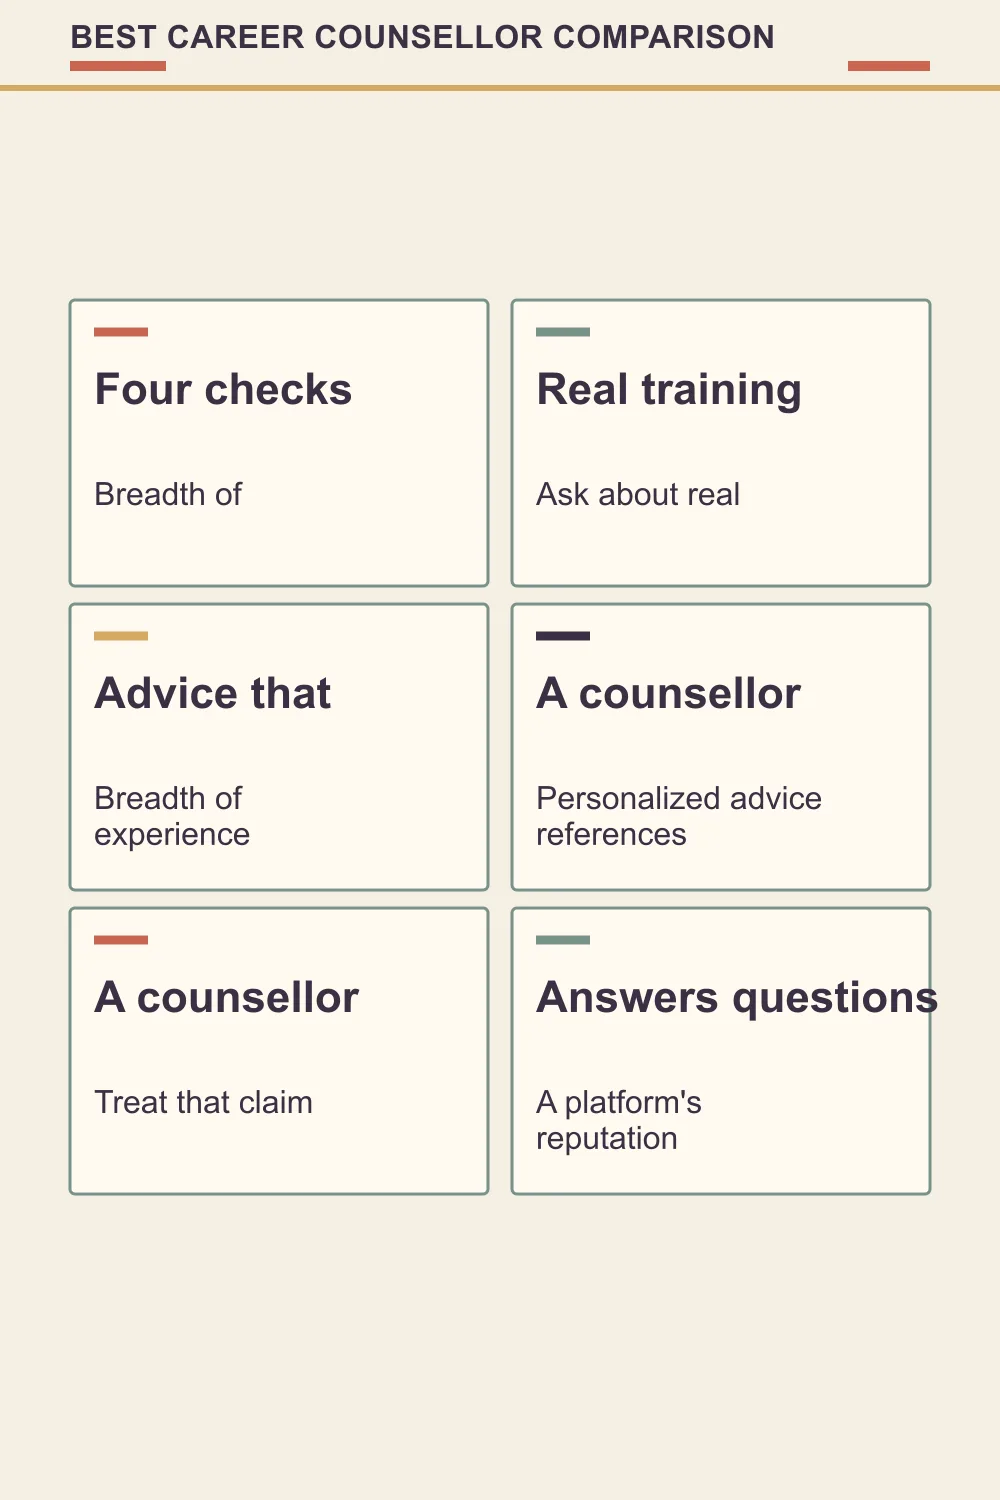 BEST CAREER COUNSELLOR COMPARISON
Four checks
Breadth of
Real training
Ask about real
Advice that
Breadth of
experience
A counsellor
Personalized advice
references
A counsellor
Treat that claim
Answers questions
A platform's
reputation